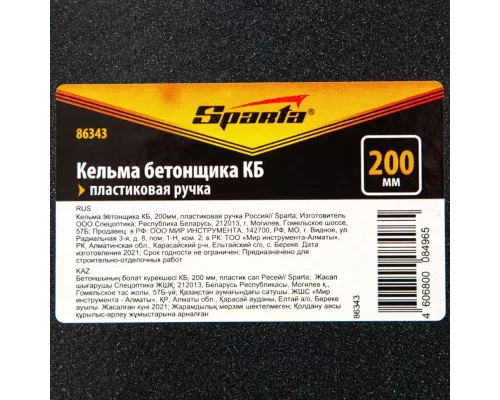 Sparta®
86343
Кельма бетонщика КБ
пластиковая ручка
200
мм
RUS
Кельма бетонщика КБ, 200мм, пластиковая ручка Россия// Sparta; Изготовитель
ООО Спецоптика; Республика Беларусь, 212013, г. Могилев, Гомельское шоссе,
57Б; Продавец: в РФ: ООО МИР ИНСТРУМЕНТА, 142700, РФ, МО, г. Видное, ул.
Радиальная 3-я, д. 8, пом. 1-Н, ком. 2; в РК: ТОО «Мир инструмента-Алматы»,
РК, Алматинская обл., Карасайский р-н, Ельтайский с/о, с. Береке. Дата
изготовления 2021; Срок годности не ограничен; Предназначено для
строительно-отделочных работ
KAZ
Бетоншының болат күрекшесі КБ, 200 мм, пластик сап Ресей// Sparta; Жасап
шығарушы Спецоптика ЖШҚ; 212013, Беларусь Республикасы, Могилев қ.,
Гомельское тас жолы, 57Б-үй; Қазақстан аумағындағы сатушы: ЖШС «Мир
инструмента - Алматы», ҚР, Алматы обл., Қарасай ауданы, Елтай а/о, Береке
ауылы. Жасалған күні 2021; Жарамдылық мерзімі шектелмеген; Қолдану аясы
құрылыс-әрлеу жұмыстарына арналған
86343
4 606800 084965